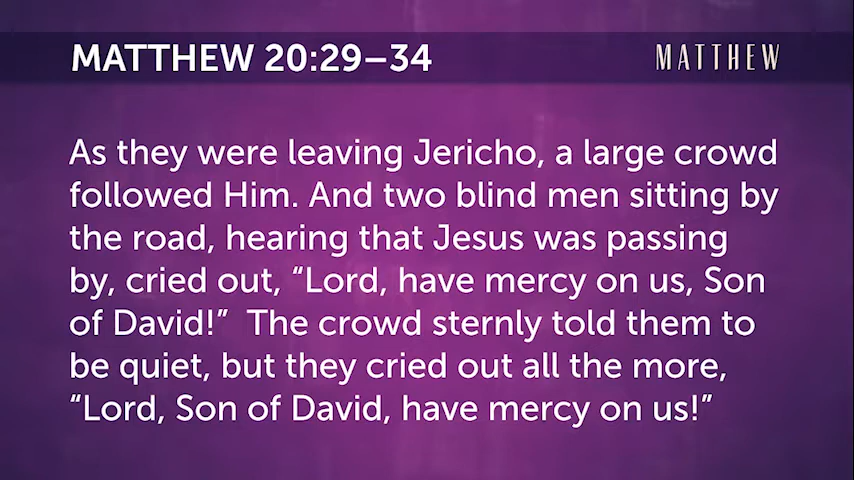 MATTHEW 20:29–34
MATTHEW
As they were leaving Jericho, a large crowd
followed Him. And two blind men sitting by
the road, hearing that Jesus was passing
by, cried out, “Lord, have mercy on us, Son
of David!”  The crowd sternly told them to
be quiet, but they cried out all the more,
“Lord, Son of David, have mercy on us!”